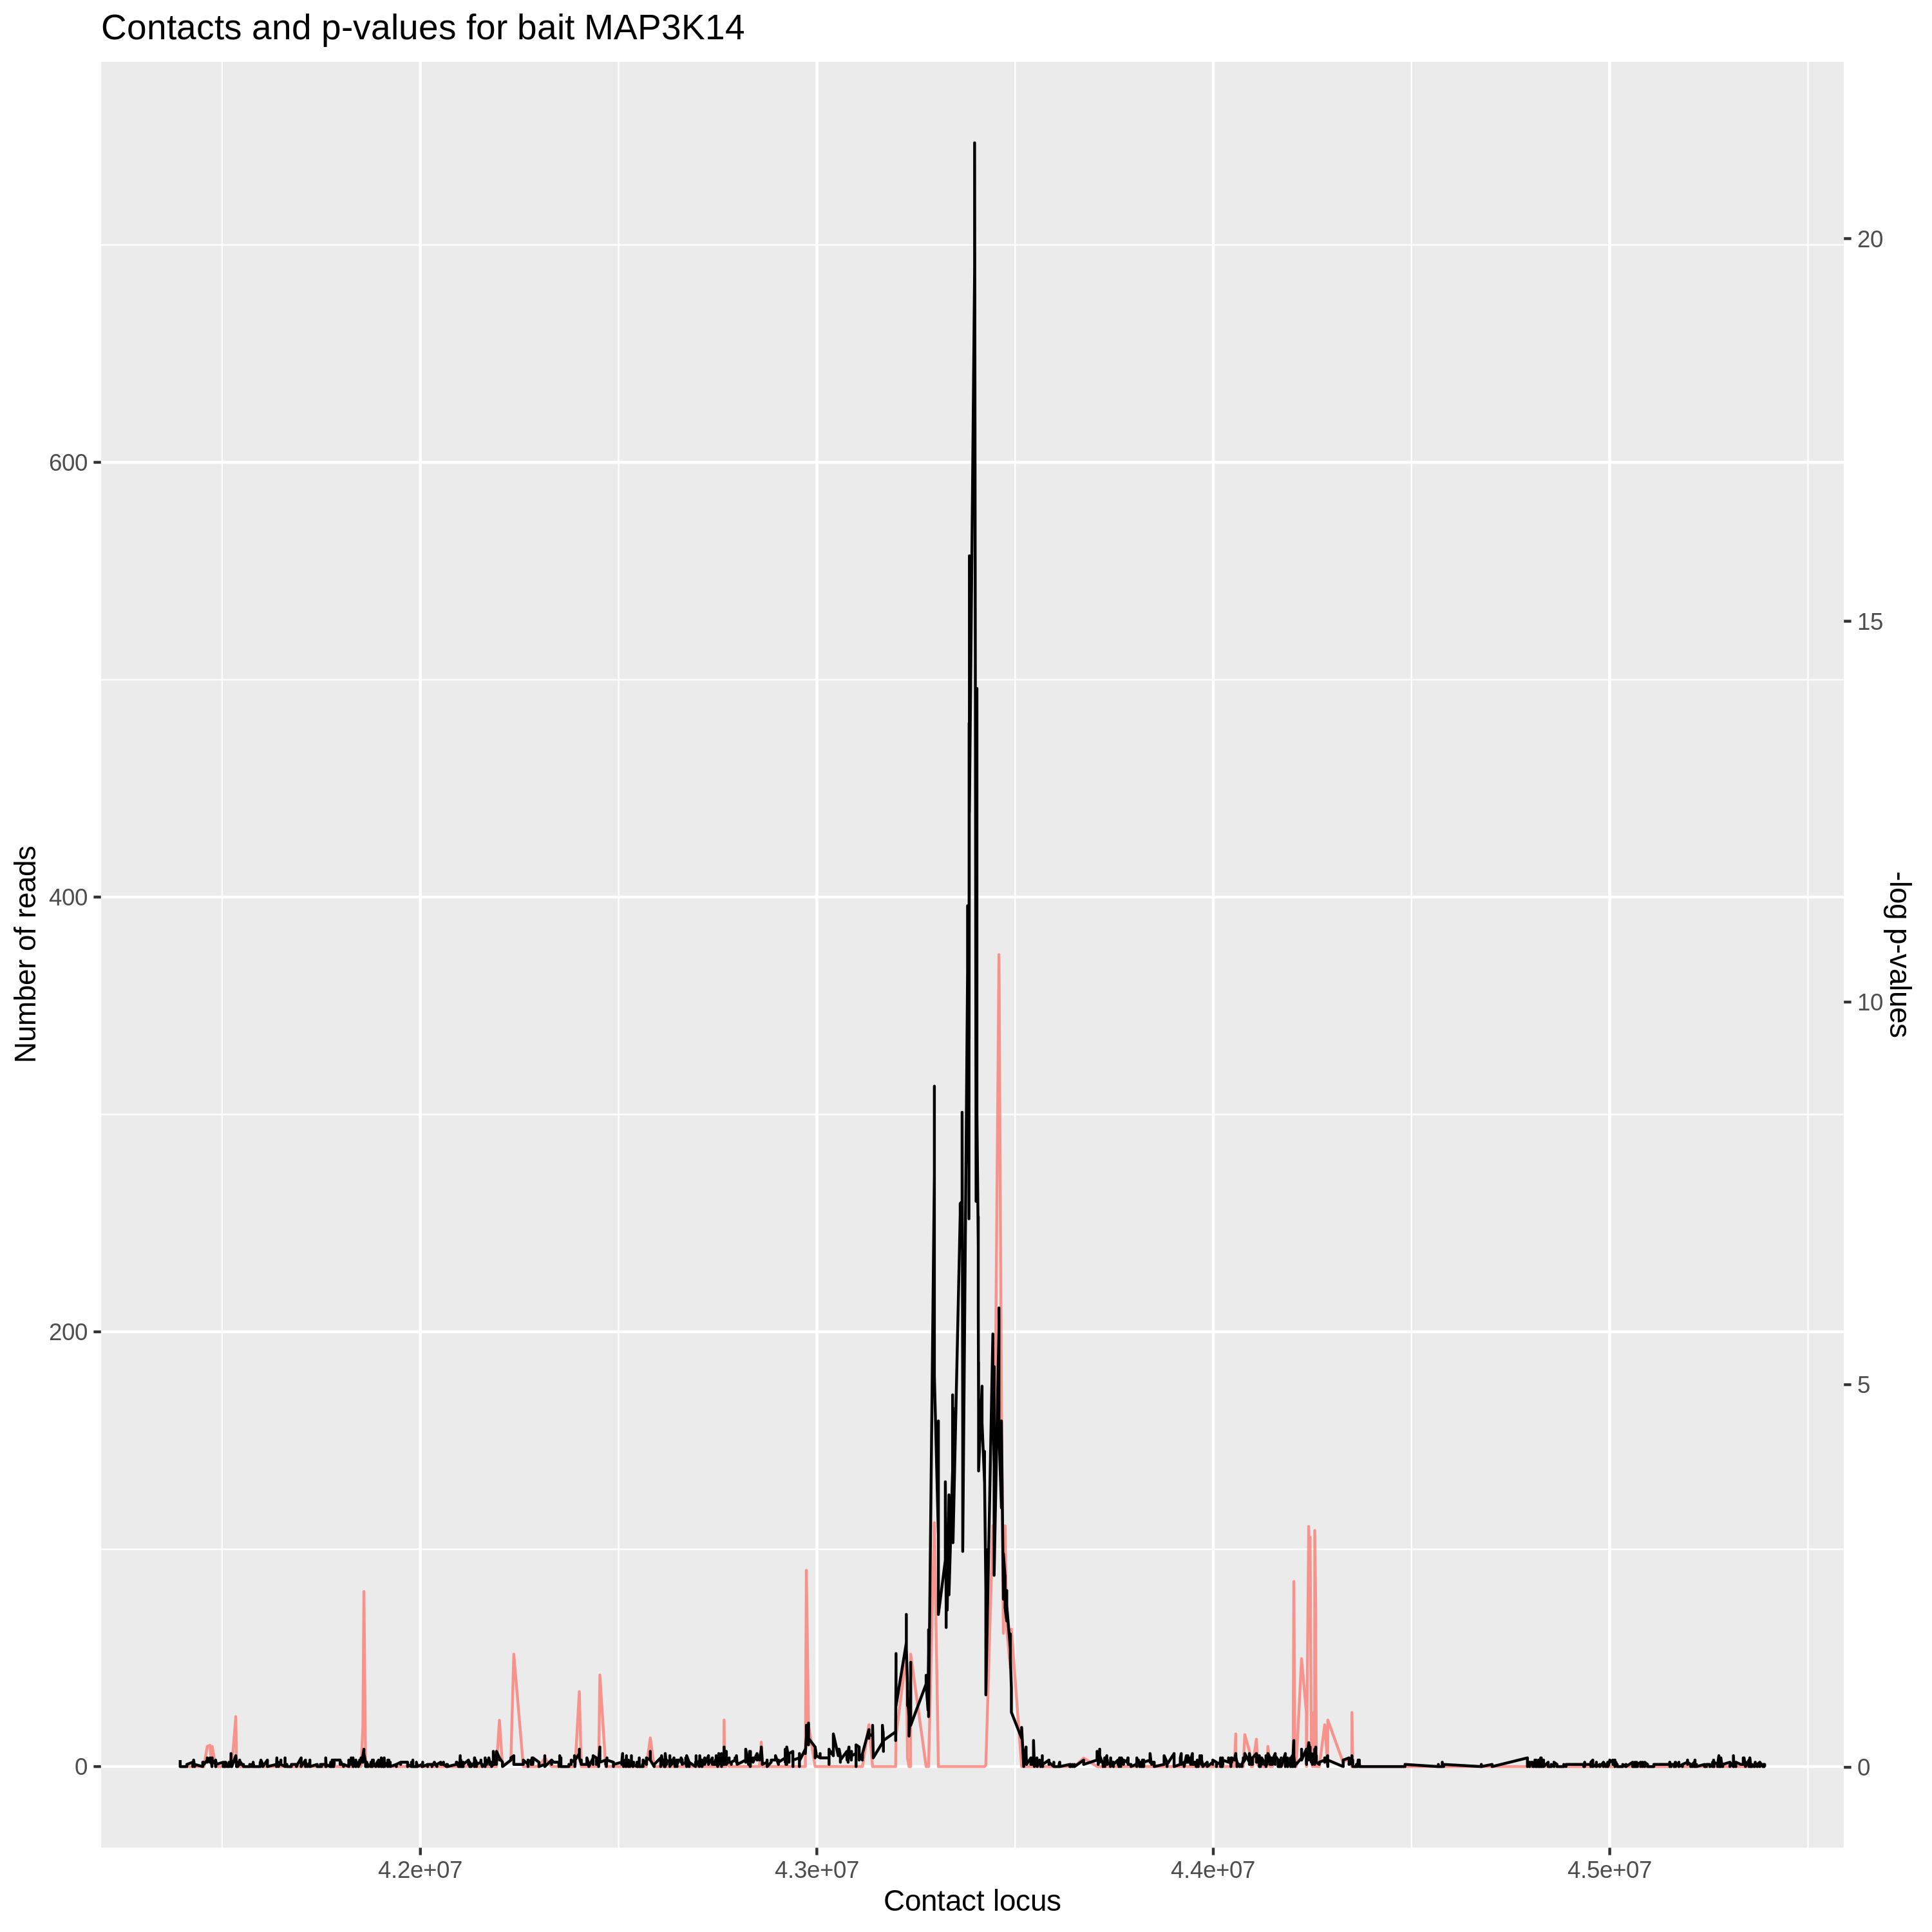 Contacts and p-values for bait MAP3K14
Number of reads
600
400
200
0
20
15
10
5
0
-log p-values
4.2e+07
4.3e+07
4.4e+07
4.5e+07
Contact locus